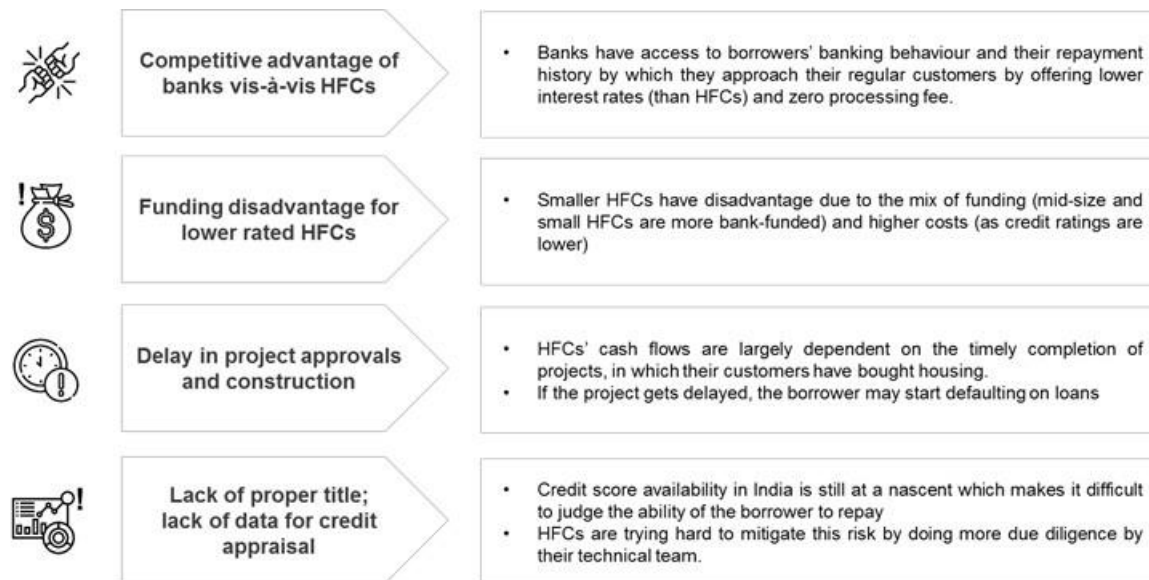 Competitive advantage of
banks vis-à-vis HFCs
• Banks have access to borrowers' banking behaviour and their repayment
history by which they approach their regular customers by offering lower
interest rates (than HFCs) and zero processing fee.
Funding disadvantage for
lower rated HFCs
• Smaller HFCs have disadvantage due to the mix of funding (mid-size and
small HFCs are more bank-funded) and higher costs (as credit ratings are
lower)
Delay in project approvals
and construction
• HFCs' cash flows are largely dependent on the timely completion of
projects, in which their customers have bought housing.
• If the project gets delayed, the borrower may start defaulting on loans
Lack of proper title;
lack of data for credit
appraisal
• Credit score availability in India is still at a nascent which makes it difficult
to judge the ability of the borrower to repay
• HFCs are trying hard to mitigate this risk by doing more due diligence by
their technical team.